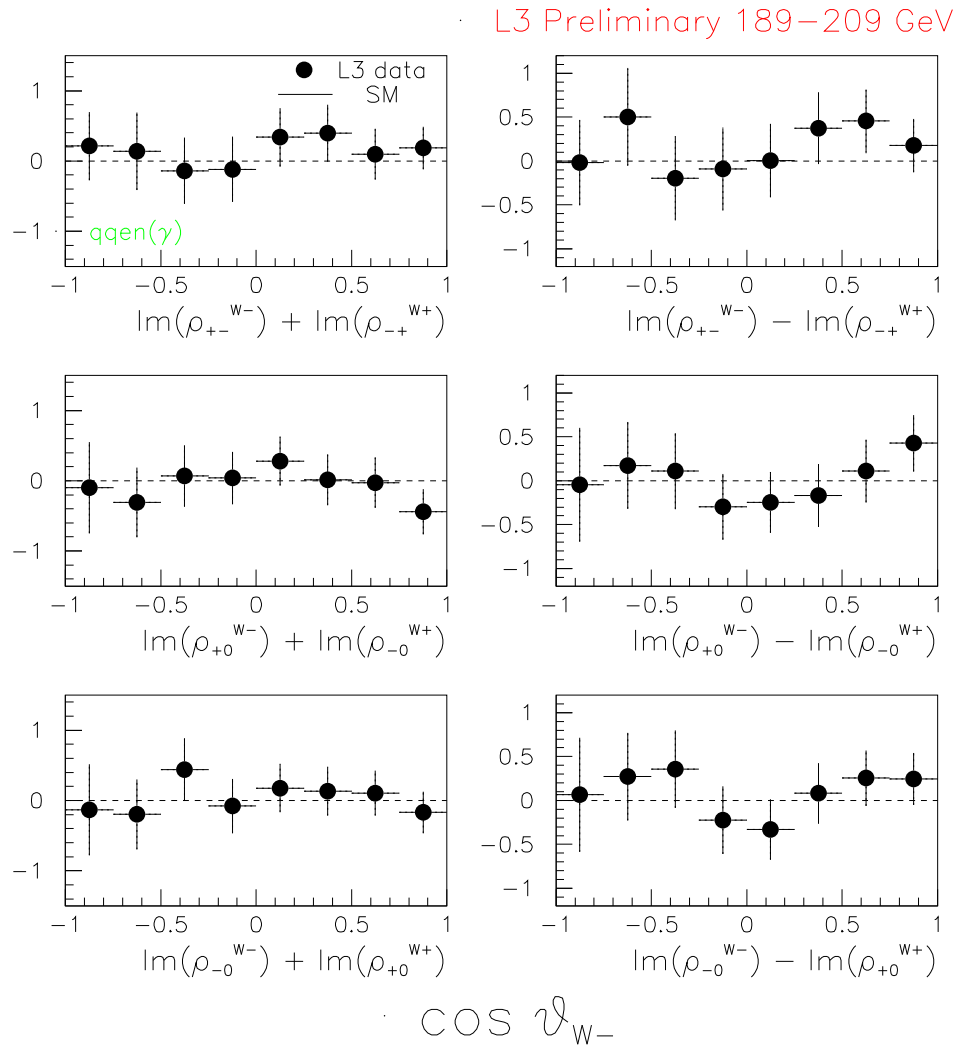 L3 Preliminary 189−209 GeV
L3 data
SM
1
0
−1
qqen(γ)
−1 −0.5 0 0.5 1
Im(ρ+−W−) + Im(ρ−+W+)
1
0.5
0
−0.5
−1
−1 −0.5 0 0.5 1
Im(ρ+−W−) − Im(ρ−+W+)
1
0
−1
−1 −0.5 0 0.5 1
Im(ρ+0W−) + Im(ρ−0W+)
1
0.5
0
−0.5
−1
−1 −0.5 0 0.5 1
Im(ρ+0W−) − Im(ρ−0W+)
1
0
−1
−1 −0.5 0 0.5 1
Im(ρ−0W−) + Im(ρ+0W+)
1
0.5
0
−0.5
−1
−1 −0.5 0 0.5 1
Im(ρ−0W−) − Im(ρ+0W+)
cos ϑW−